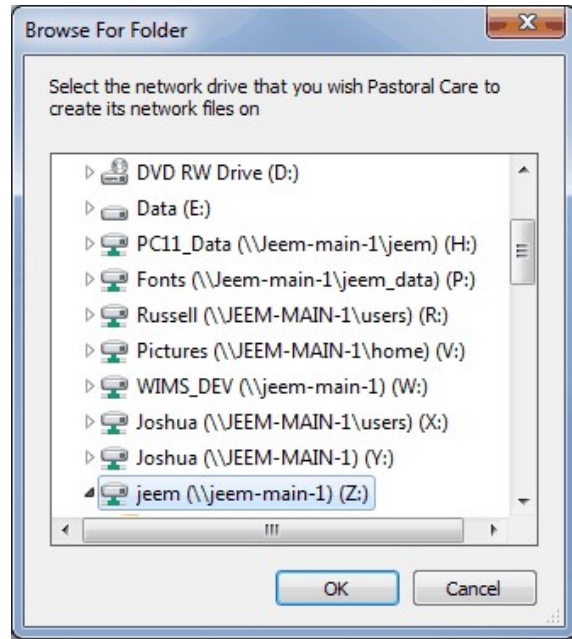 Browse For Folder
Select the network drive that you wish Pastoral Care to
create its network files on
DVD RW Drive (D:)
Data (E:)
PC11_Data (\\Jeem-main-1\jeem) (H:)
Fonts (\\Jeem-main-1\jeem_data) (P:)
Russell (\\JEEM-MAIN-1\users) (R:)
Pictures (\\JEEM-MAIN-1\home) (V:)
WIMS_DEV (\\jeem-main-1) (W:)
Joshua (\\JEEM-MAIN-1\users) (X:)
Joshua (\\JEEM-MAIN-1) (Y:)
jeem (\\jeem-main-1) (Z:)
OK Cancel